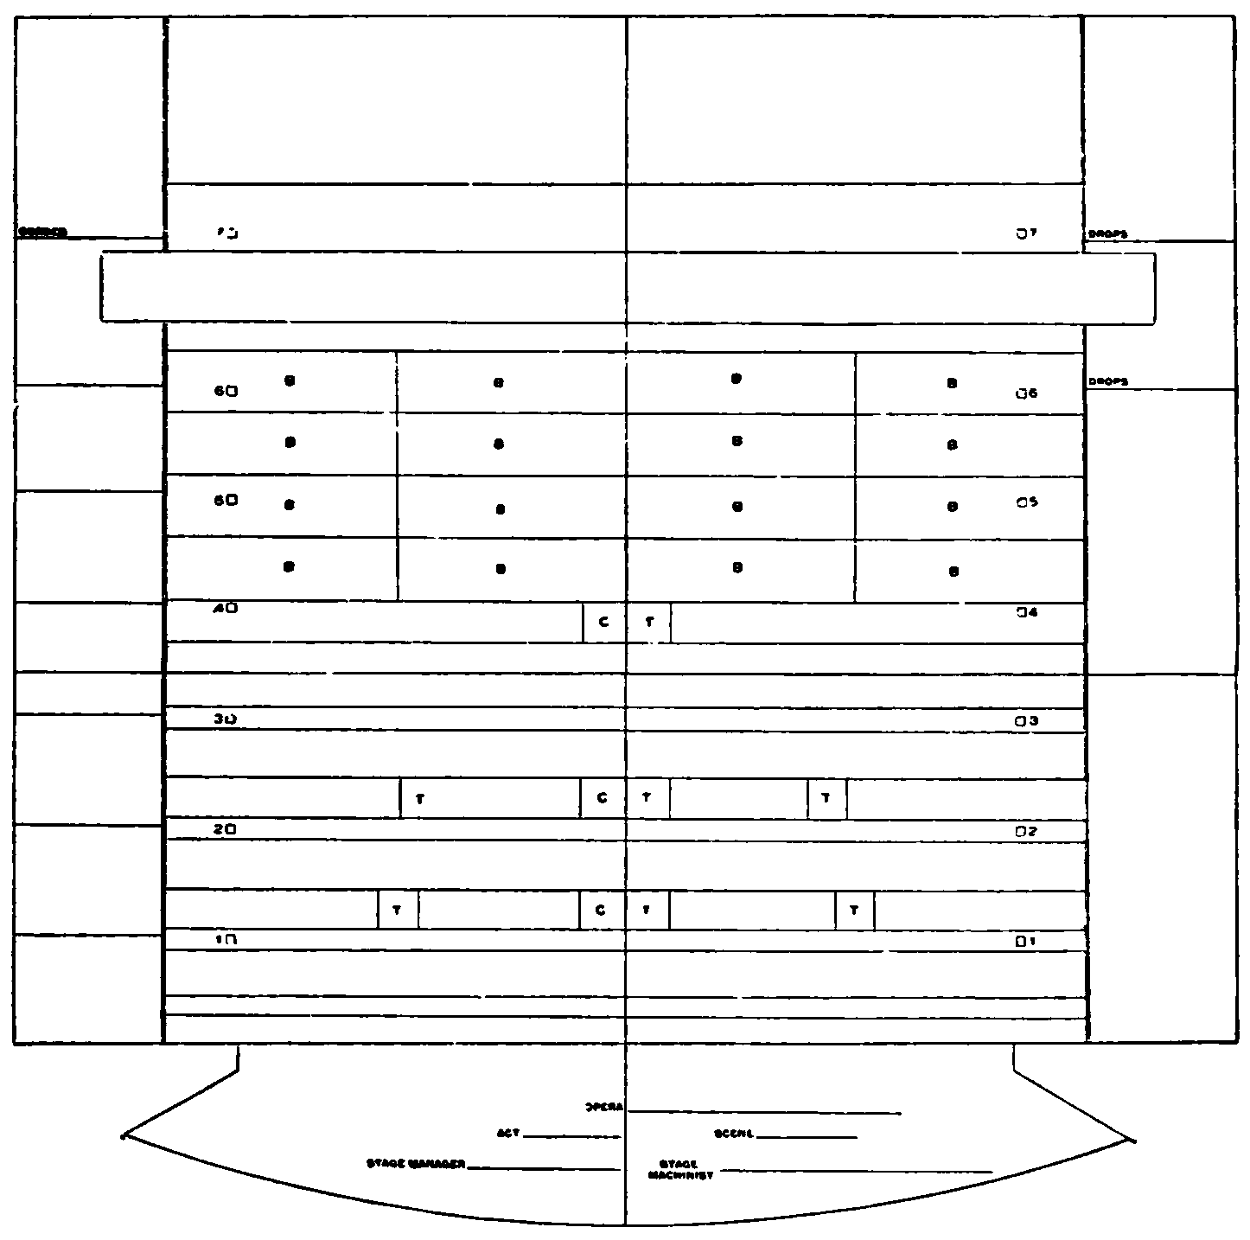 7 7
DROPS
6 B B B B 6
DROPS
B B B B
6 B B B B 5
B B B B
4 C T 4
3 3
T C T T
2 2
T C T T
1 1
OPERA
ACT SCENE
STAGE MANAGER STAGE
MACHINIST